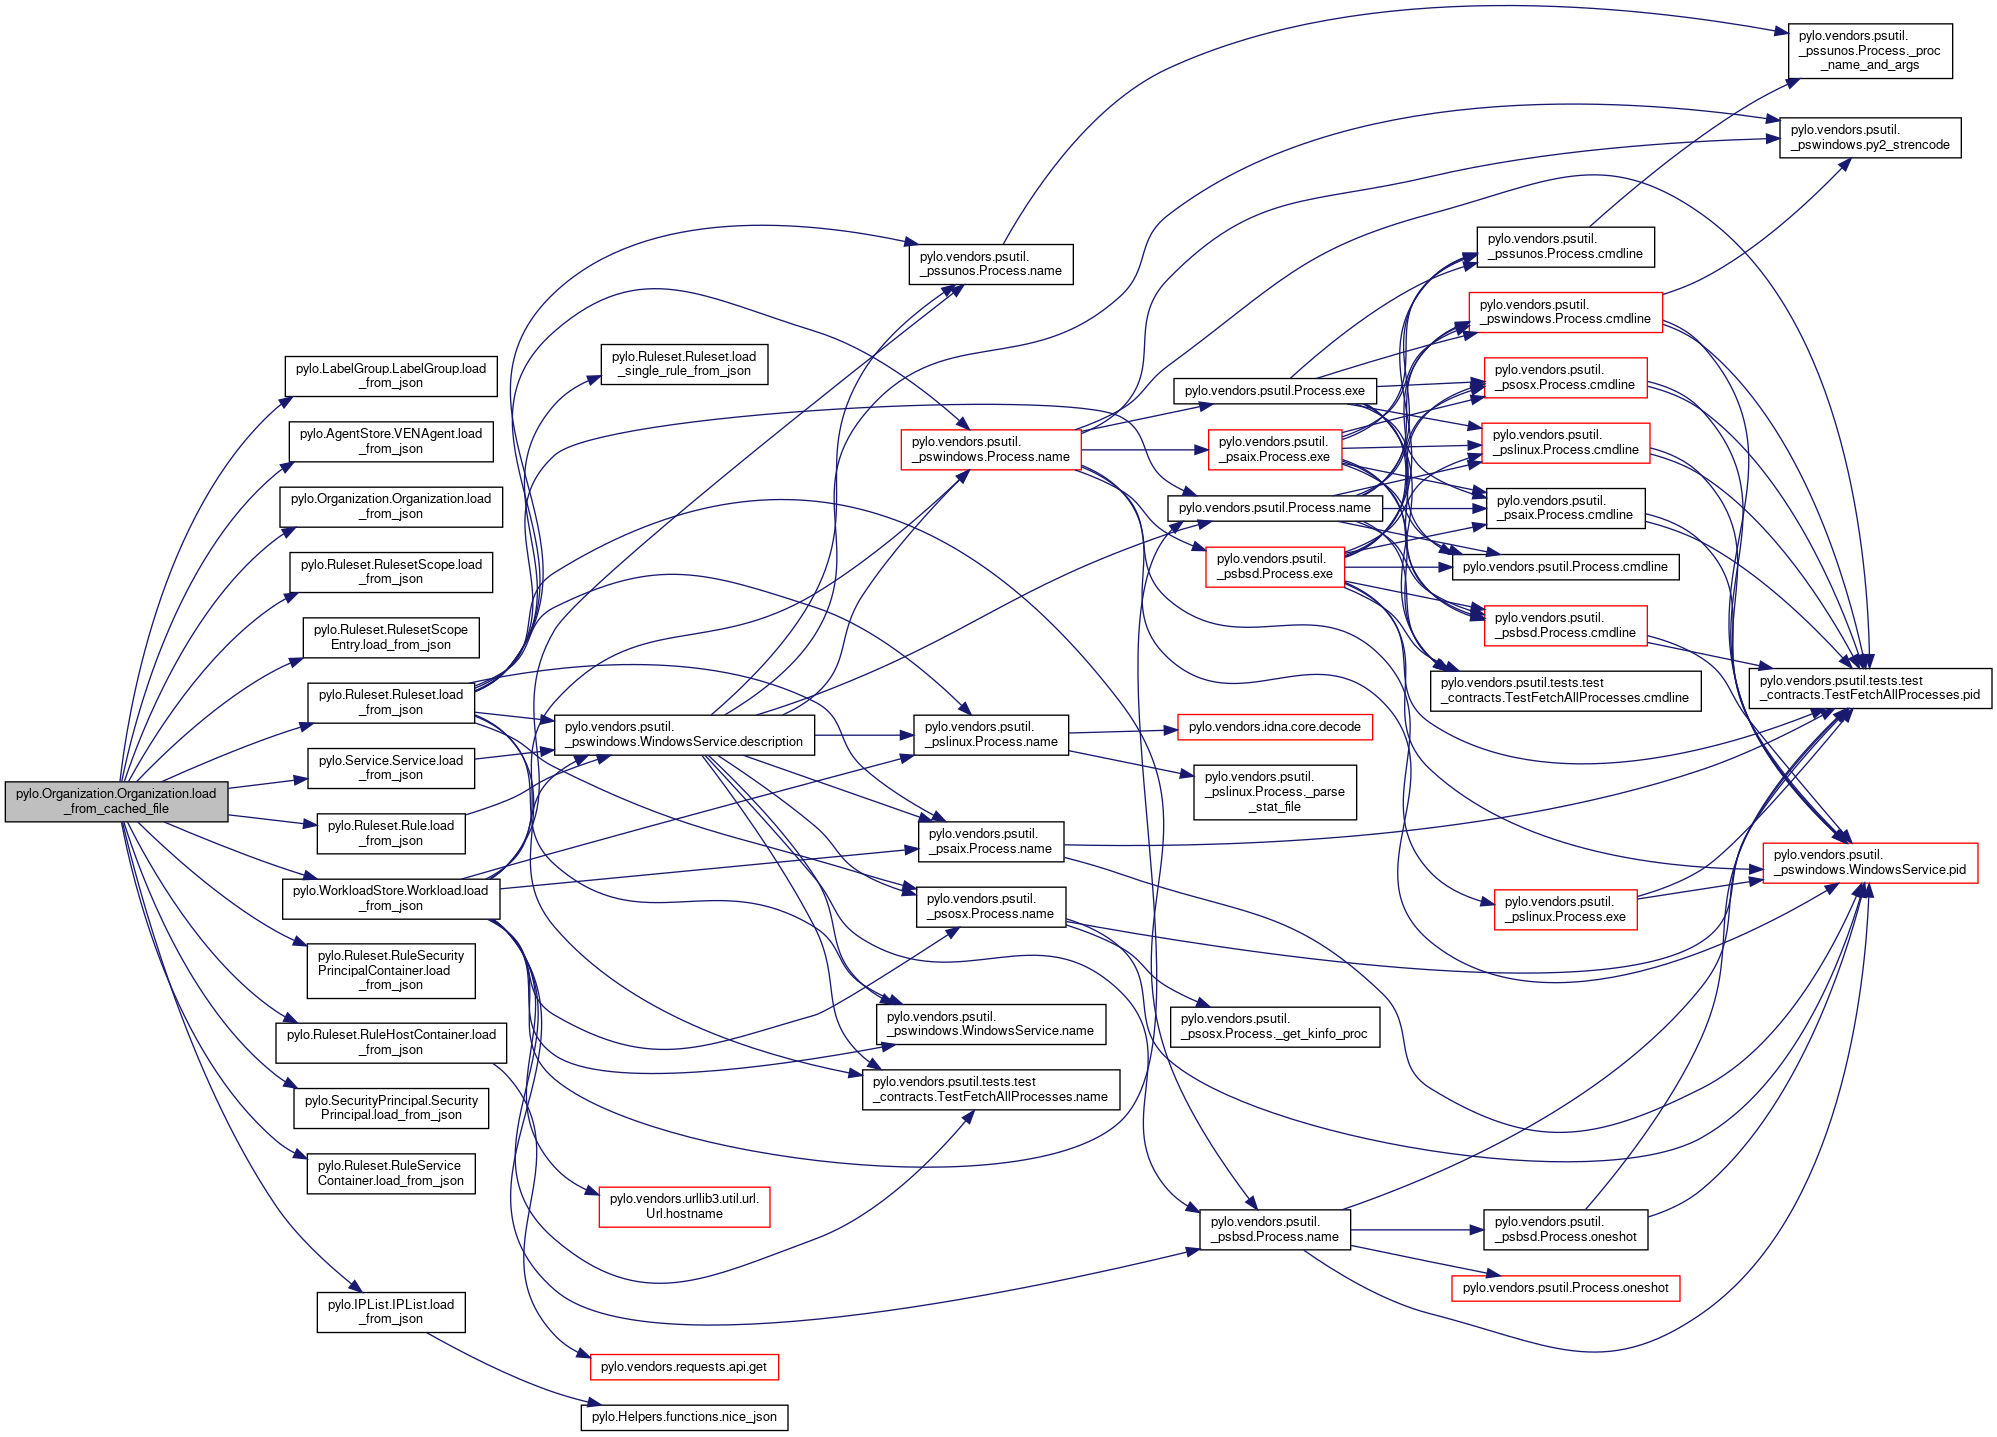 pylo.Organization.Organization.load
_from_cached_file
pylo.LabelGroup.LabelGroup.load
_from_json
pylo.AgentStore.VENAgent.load
_from_json
pylo.Organization.Organization.load
_from_json
pylo.Ruleset.RulesetScope.load
_from_json
pylo.Ruleset.RulesetScope
Entry.load_from_json
pylo.Ruleset.Ruleset.load
_from_json
pylo.Service.Service.load
_from_json
pylo.Ruleset.Rule.load
_from_json
pylo.WorkloadStore.Workload.load
_from_json
pylo.Ruleset.RuleSecurity
PrincipalContainer.load
_from_json
pylo.Ruleset.RuleHostContainer.load
_from_json
pylo.SecurityPrincipal.Security
Principal.load_from_json
pylo.Ruleset.RuleService
Container.load_from_json
pylo.IPList.IPList.load
_from_json
pylo.Ruleset.Ruleset.load
_single_rule_from_json
pylo.vendors.psutil.
_pswindows.WindowsService.description
pylo.vendors.urllib3.util.url.
Url.hostname
pylo.vendors.requests.api.get
pylo.Helpers.functions.nice_json
pylo.vendors.psutil.
_pssunos.Process.name
pylo.vendors.psutil.
_pswindows.Process.name
pylo.vendors.psutil.
_pslinux.Process.name
pylo.vendors.psutil.
_psaix.Process.name
pylo.vendors.psutil.
_psosx.Process.name
pylo.vendors.psutil.
_pswindows.WindowsService.name
pylo.vendors.psutil.tests.test
_contracts.TestFetchAllProcesses.name
pylo.vendors.psutil.Process.exe
pylo.vendors.psutil.
_psaix.Process.exe
pylo.vendors.psutil.Process.name
pylo.vendors.psutil.
_psbsd.Process.exe
pylo.vendors.idna.core.decode
pylo.vendors.psutil.
_pslinux.Process._parse
_stat_file
pylo.vendors.psutil.
_psosx.Process._get_kinfo_proc
pylo.vendors.psutil.
_psbsd.Process.name
pylo.vendors.psutil.
_pssunos.Process.cmdline
pylo.vendors.psutil.
_pswindows.Process.cmdline
pylo.vendors.psutil.
_psosx.Process.cmdline
pylo.vendors.psutil.
_pslinux.Process.cmdline
pylo.vendors.psutil.
_psaix.Process.cmdline
pylo.vendors.psutil.Process.cmdline
pylo.vendors.psutil.
_psbsd.Process.cmdline
pylo.vendors.psutil.tests.test
_contracts.TestFetchAllProcesses.cmdline
pylo.vendors.psutil.
_pslinux.Process.exe
pylo.vendors.psutil.
_psbsd.Process.oneshot
pylo.vendors.psutil.Process.oneshot
pylo.vendors.psutil.
_pssunos.Process._proc
_name_and_args
pylo.vendors.psutil.
_pswindows.py2_strencode
pylo.vendors.psutil.tests.test
_contracts.TestFetchAllProcesses.pid
pylo.vendors.psutil.
_pswindows.WindowsService.pid